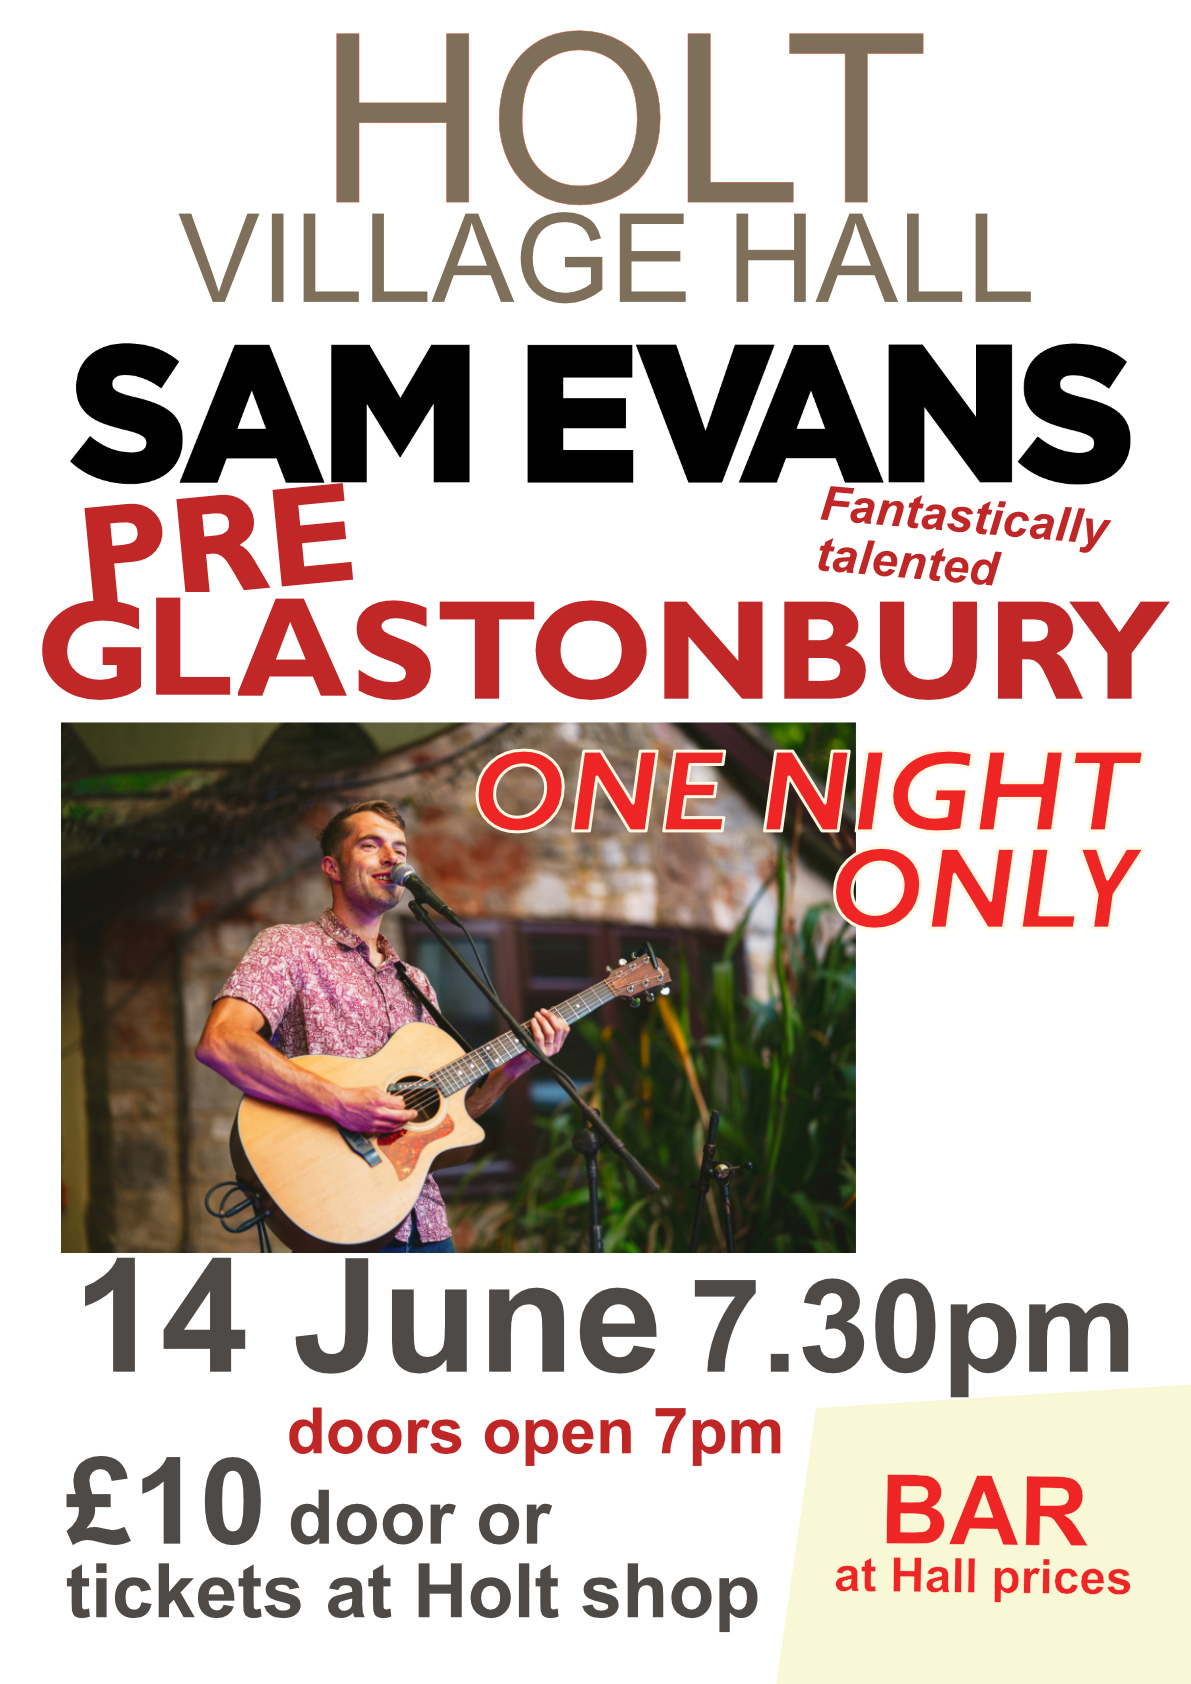 HOLT
VILLAGE HALL
SAM EVANS
PRE
Fantastically
talented
GLASTONBURY
ONE NIGHT
ONLY
14 June 7.30pm
doors open 7pm
£10 door or
tickets at Holt shop
BAR
at Hall prices